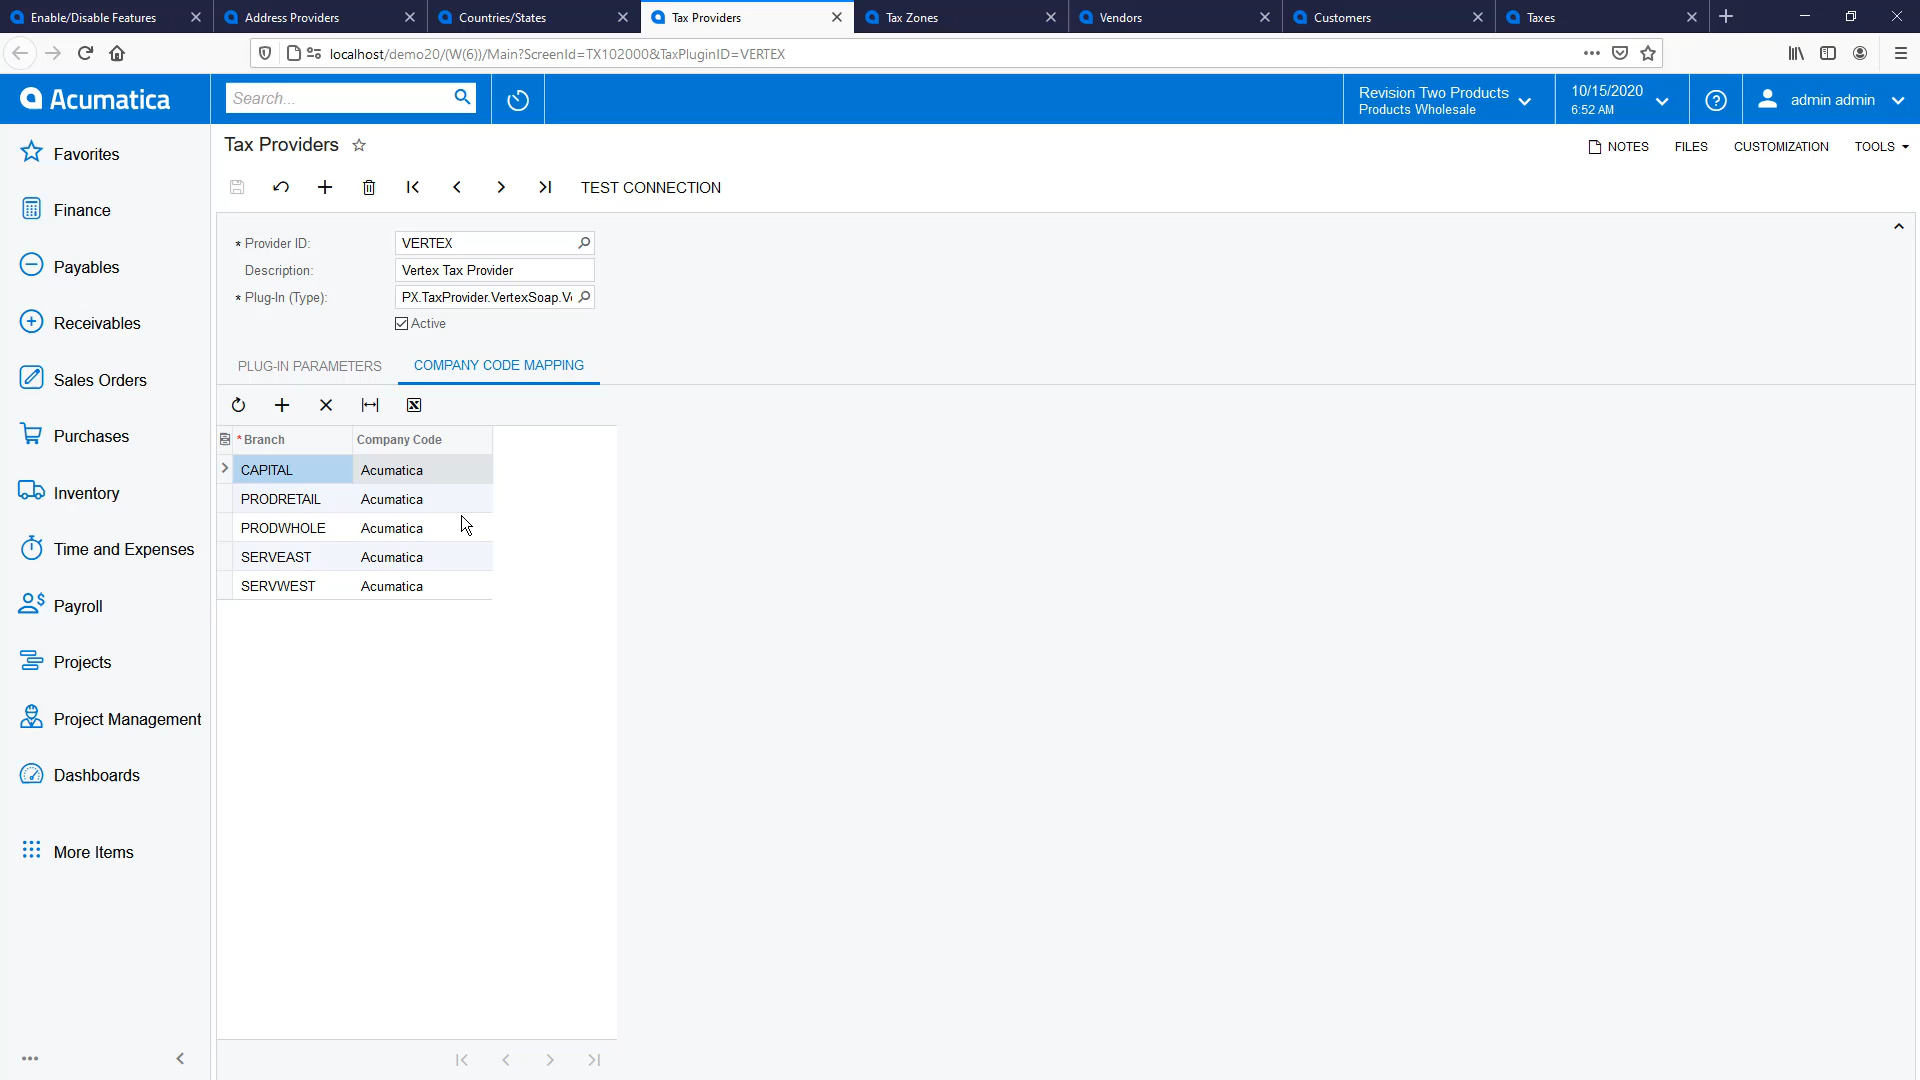 Enable/Disable Features
Address Providers
Countries/States
Tax Providers
Tax Zones
Vendors
Customers
Taxes
localhost/demo20/(W(6))/Main?ScreenId=TX102000&TaxPluginID=VERTEX
Acumatica
Search...
Revision Two Products
Products Wholesale
10/15/2020
6:52 AM
admin admin
Favorites
Finance
Payables
Receivables
Sales Orders
Purchases
Inventory
Time and Expenses
Payroll
Projects
Project Management
Dashboards
More Items
Tax Providers
NOTES
FILES
CUSTOMIZATION
TOOLS
TEST CONNECTION
* Provider ID: VERTEX
Description: Vertex Tax Provider
* Plug-In (Type): PX.TaxProvider.VertexSoap.Ve
Active
PLUG-IN PARAMETERS
COMPANY CODE MAPPING
* Branch Company Code
CAPITAL Acumatica
PRODRETAIL Acumatica
PRODWHOLE Acumatica
SERVEAST Acumatica
SERVWEST Acumatica